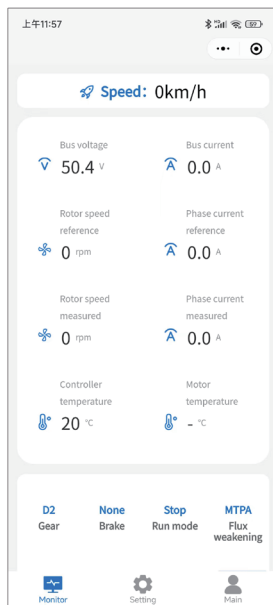 上午11:57
Speed: 0km/h
Bus voltage
50.4 V
Bus current
0.0 A
Rotor speed
reference
0 rpm
Phase current
reference
0.0 A
Rotor speed
measured
0 rpm
Phase current
measured
0.0 A
Controller
temperature
20 °C
Motor
temperature
- °C
D2
Gear
None
Brake
Stop
Run mode
MTPA
Flux
weakening
Monitor
Setting
Main